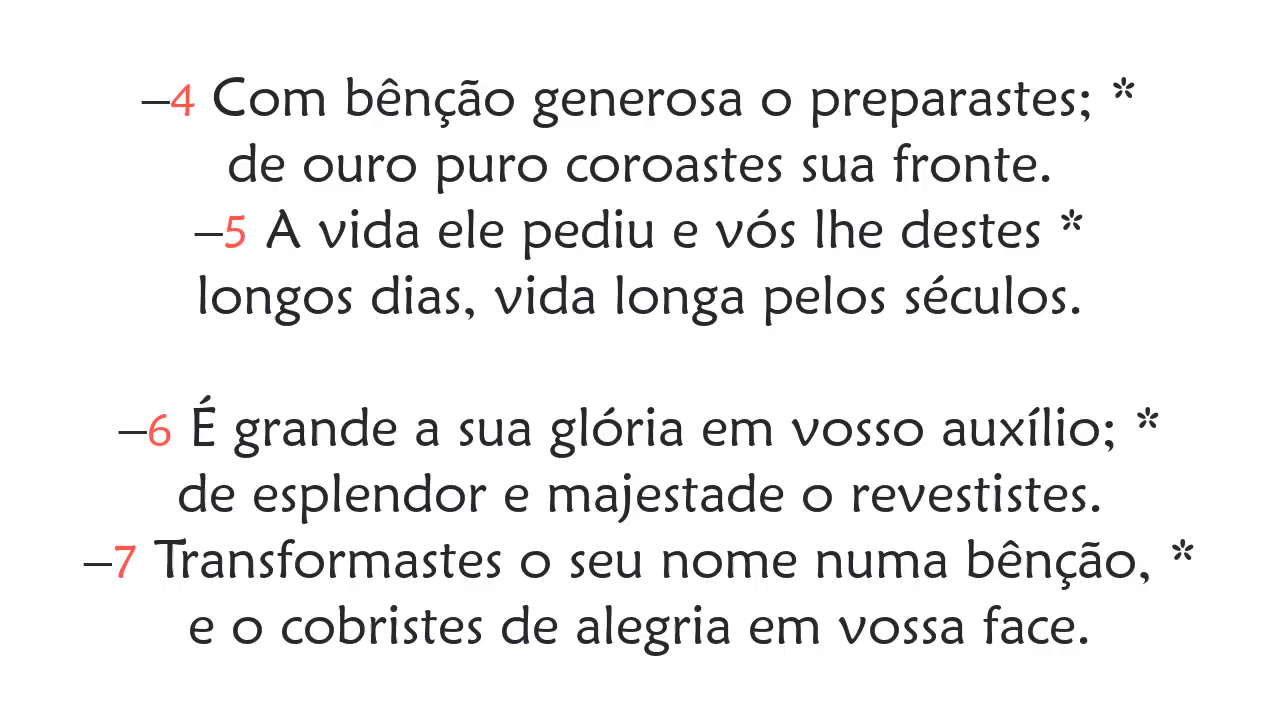 –4 Com bênção generosa o preparastes; *
de ouro puro coroastes sua fronte.
–5 A vida ele pediu e vós lhe destes *
longos dias, vida longa pelos séculos.
–6 É grande a sua glória em vosso auxílio; *
de esplendor e majestade o revestistes.
–7 Transformastes o seu nome numa bênção, *
e o cobristes de alegria em vossa face.